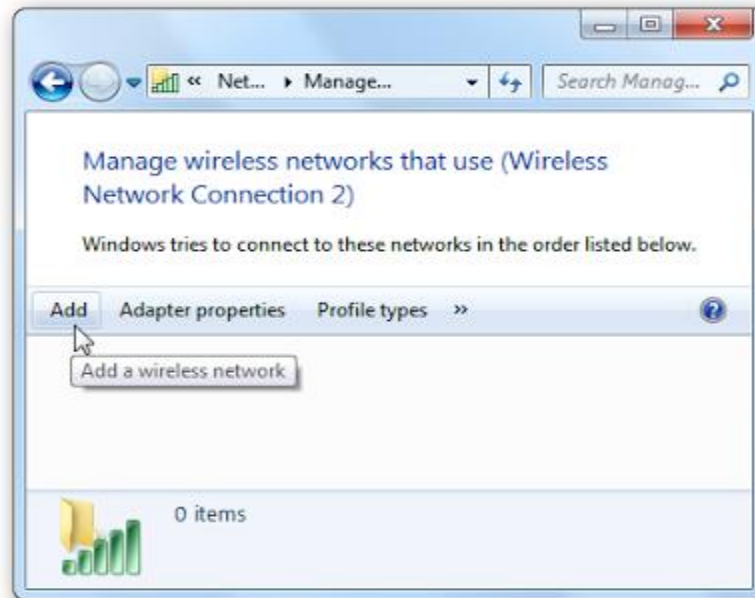 « Net... ▸ Manage... Search Manag...
Manage wireless networks that use (Wireless
Network Connection 2)
Windows tries to connect to these networks in the order listed below.
Add Adapter properties Profile types »
Add a wireless network
0 items